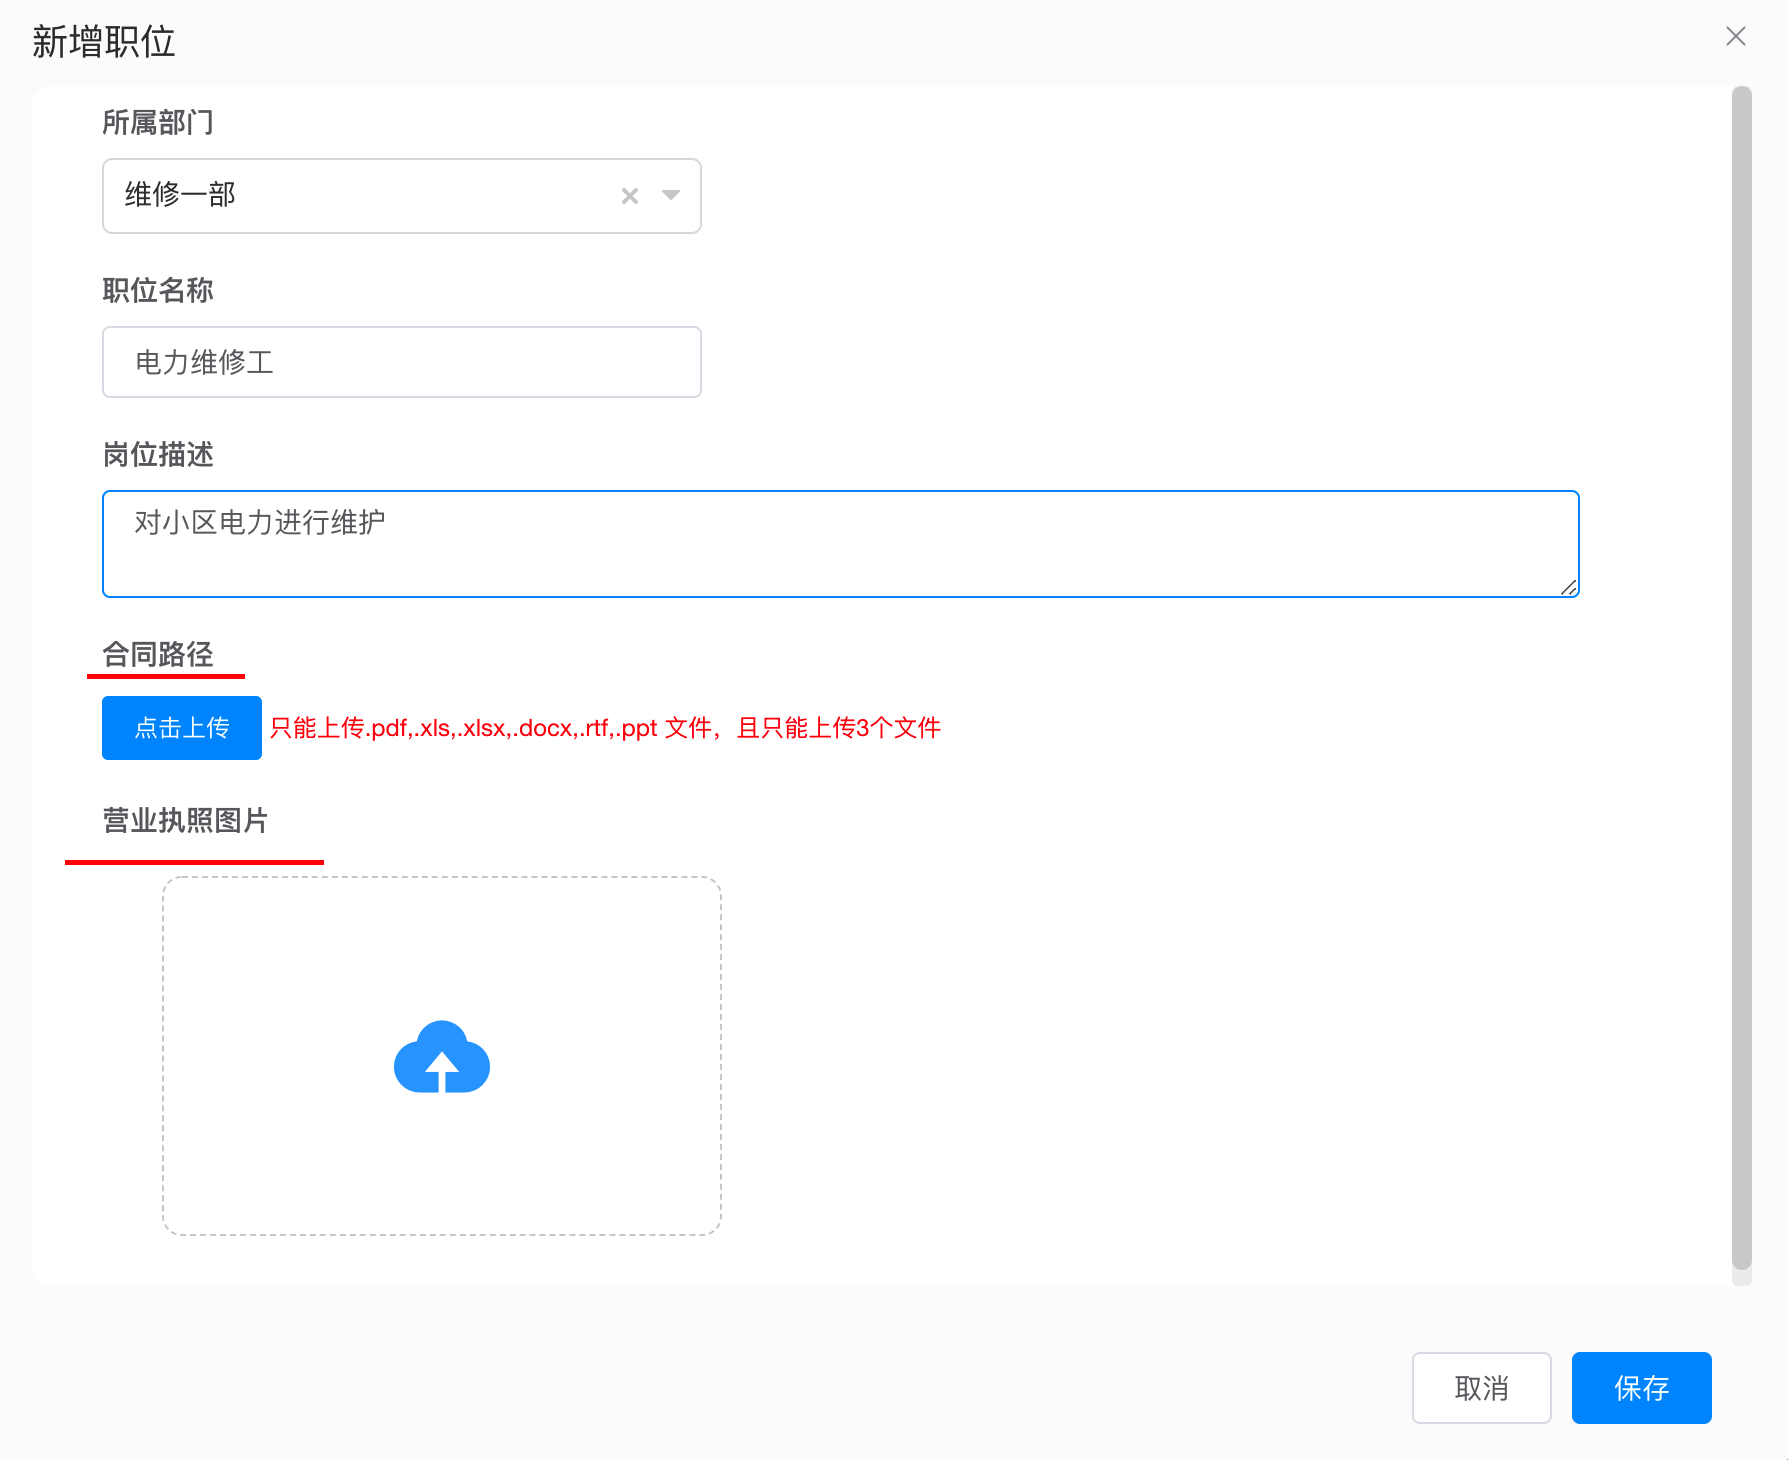 新增职位
所属部门
维修一部
职位名称
电力维修工
岗位描述
对小区电力进行维护
合同路径
点击上传 只能上传.pdf,.xls,.xlsx,.docx,.rtf,.ppt 文件，且只能上传3个文件
营业执照图片
取消 保存